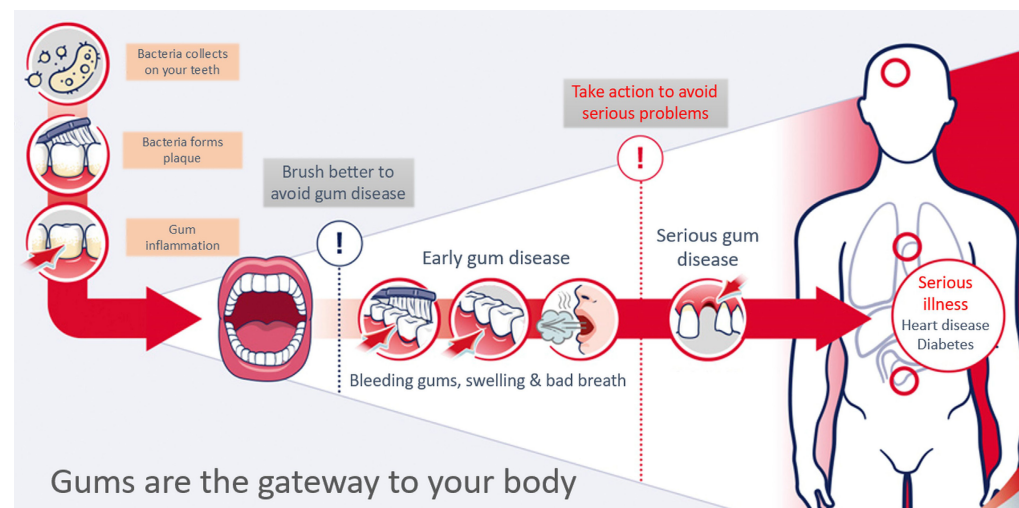 Bacteria collects
on your teeth
Bacteria forms
plaque
Gum
inflammation
Brush better to
avoid gum disease
!
Early gum disease
Bleeding gums, swelling & bad breath
Take action to avoid
serious problems
!
Serious gum
disease
Serious
illness
Heart disease
Diabetes
Gums are the gateway to your body